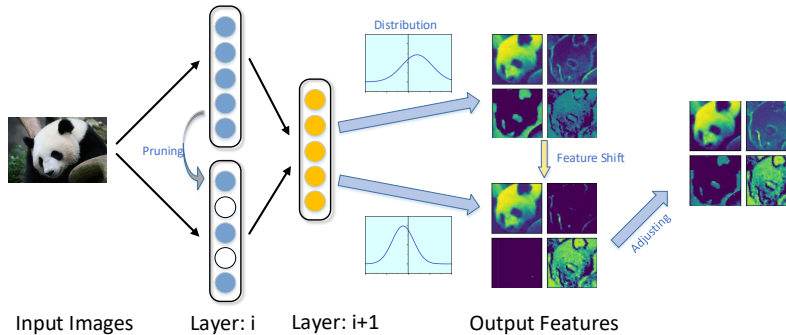 Distribution
Pruning
Feature Shift
Adjusting
Input Images
Layer: i
Layer: i+1
Output Features